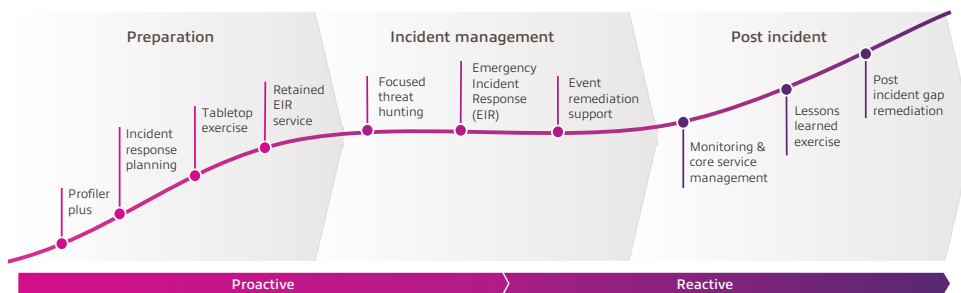 Preparation
Incident management
Post incident
Profiler
plus
Incident
response
planning
Tabletop
exercise
Retained
EIR
service
Focused
threat
hunting
Emergency
Incident
Response
(EIR)
Event
remediation
support
Monitoring &
core service
management
Lessons
learned
exercise
Post
incident gap
remediation
Proactive
Reactive